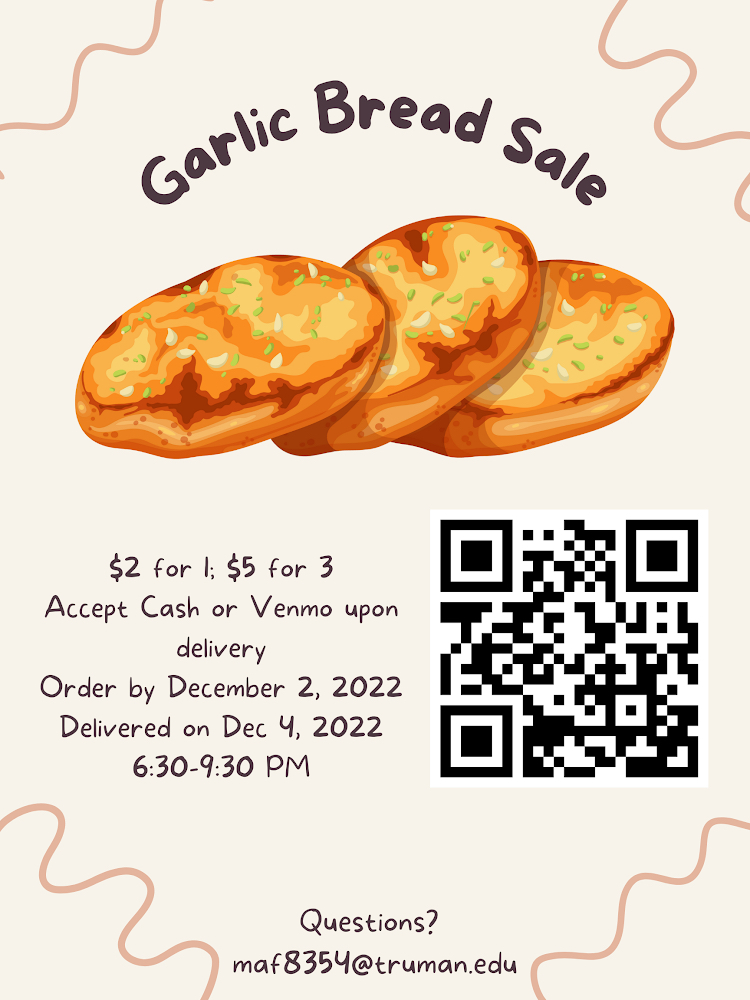 Garlic Bread Sale
$2 for 1; $5 for 3
Accept Cash or Venmo upon
delivery
Order by December 2, 2022
Delivered on Dec 4, 2022
6:30-9:30 PM
Questions?
maf8354@truman.edu